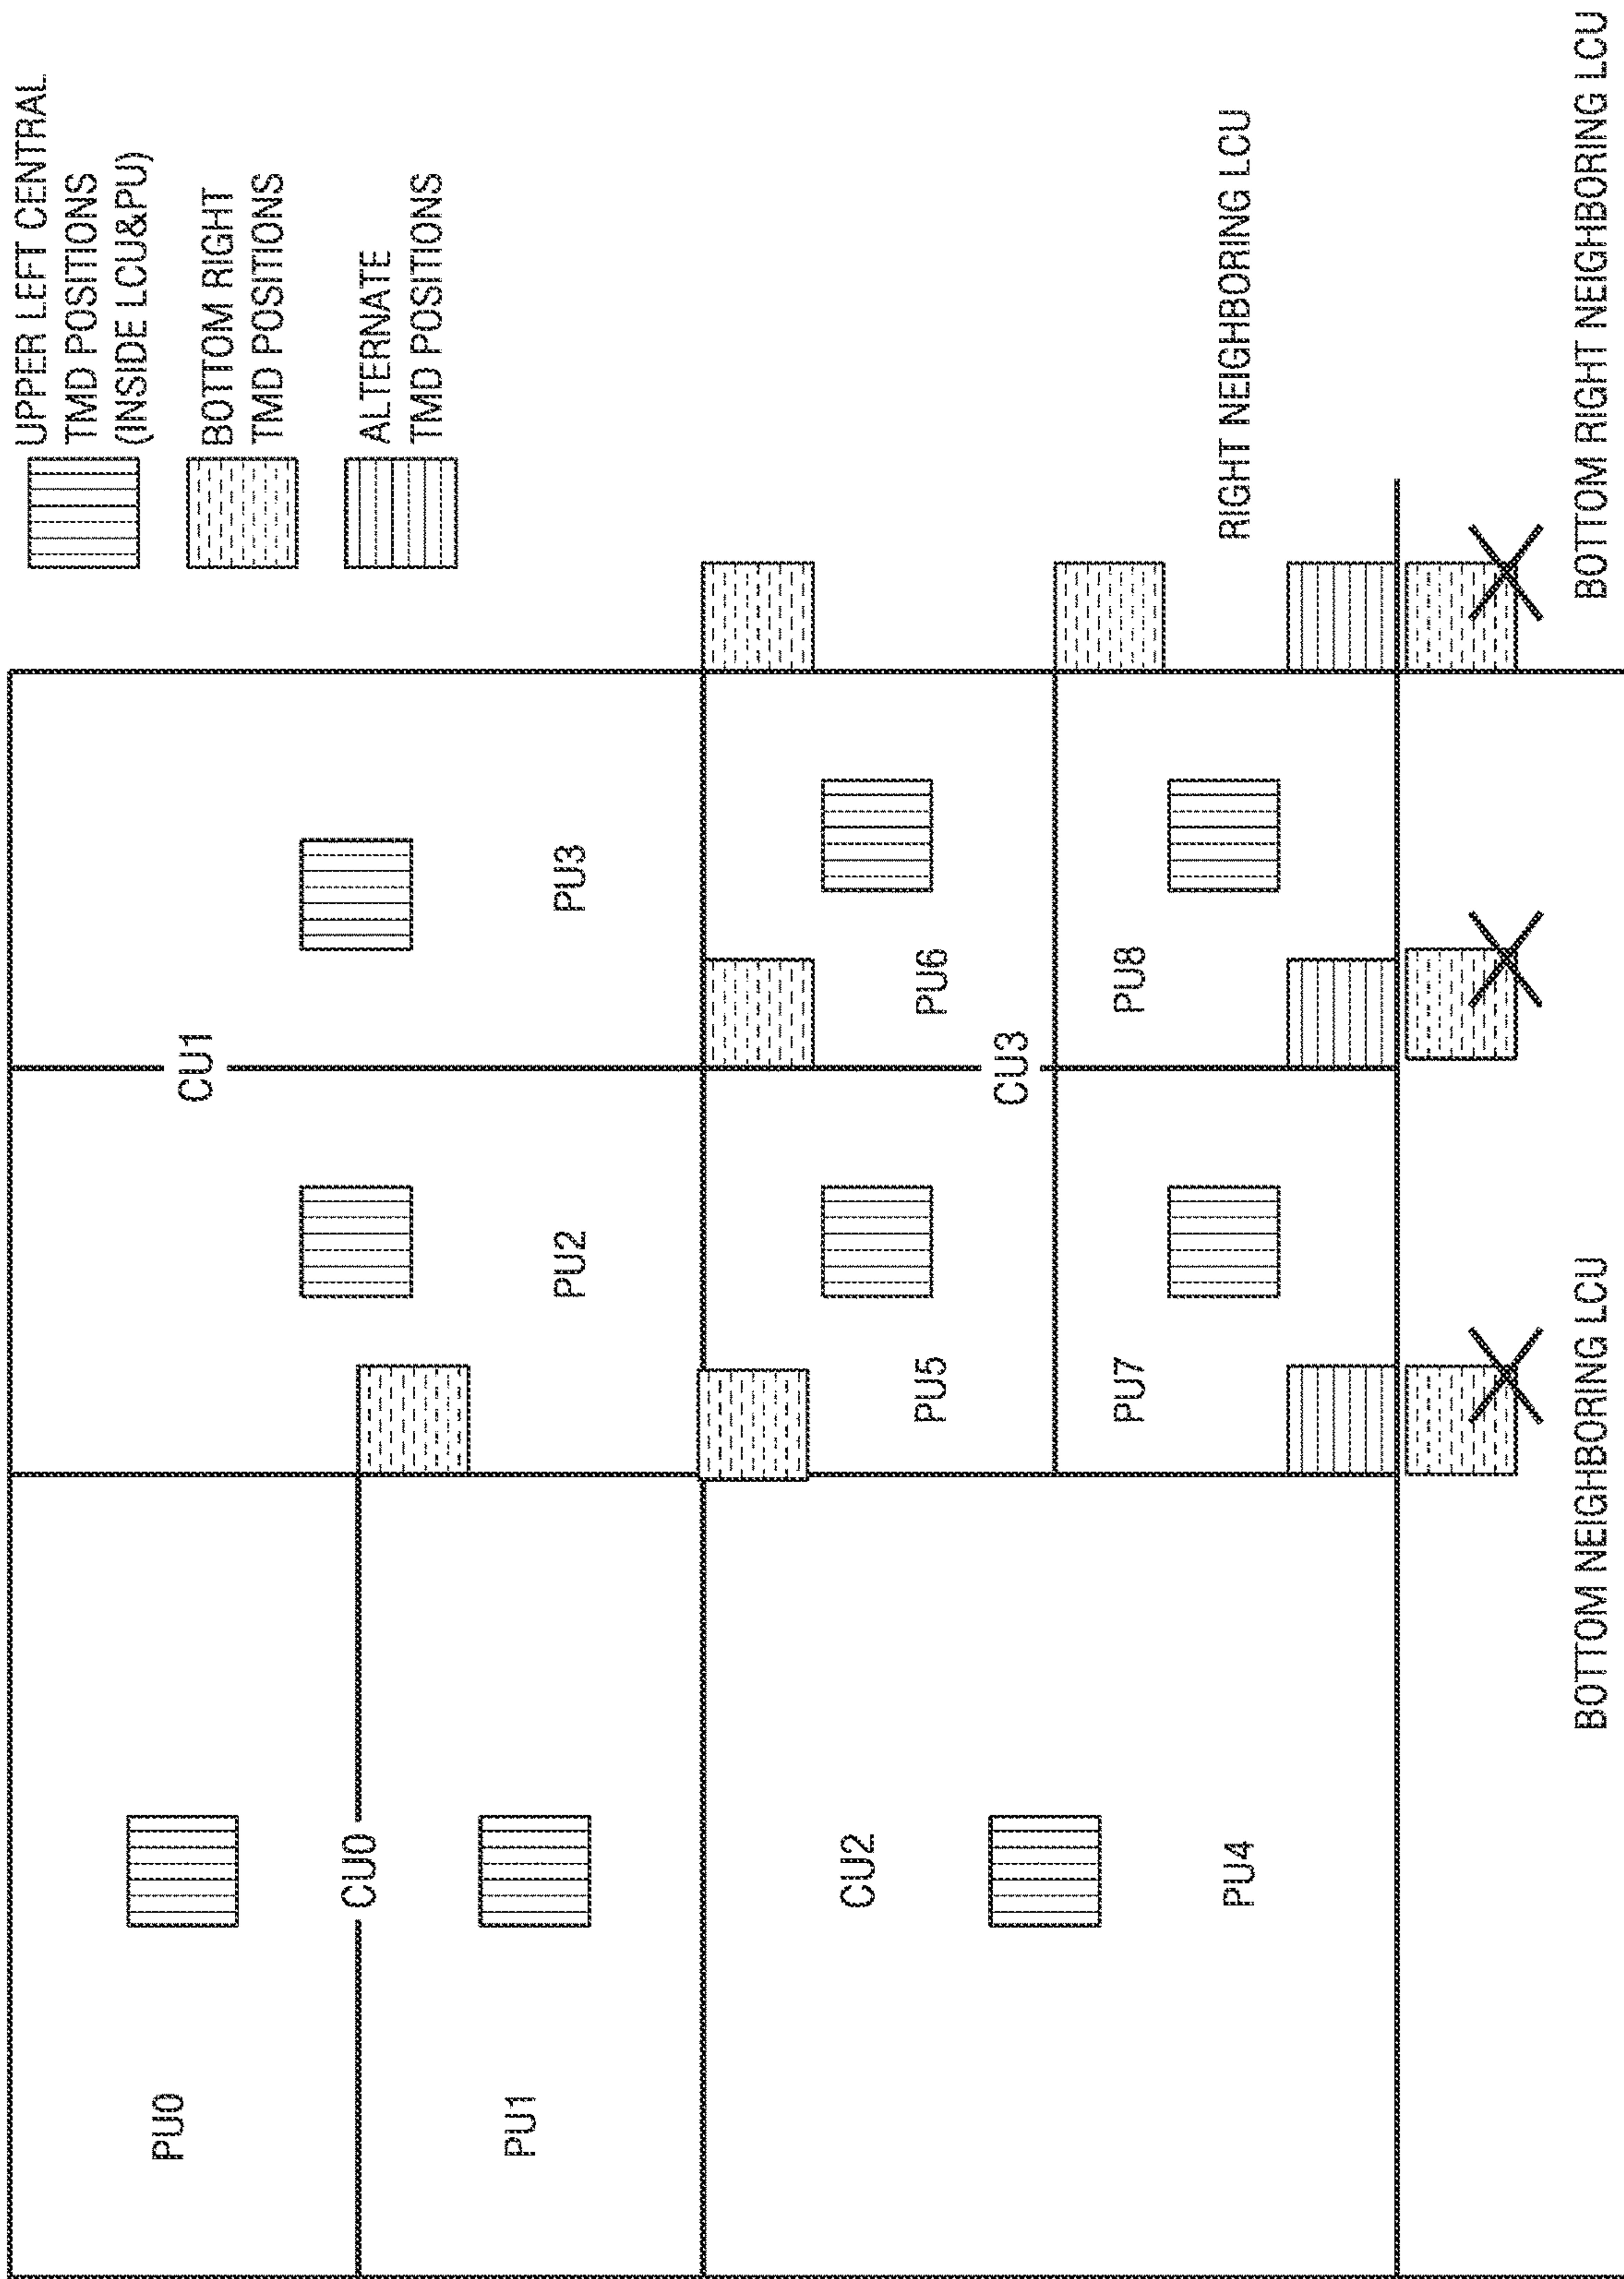 UPPER LEFT CENTRAL
TMD POSITIONS
(INSIDE LCU&PU)
BOTTOM RIGHT
TMD POSITIONS
ALTERNATE
TMD POSITIONS
PU0
CU0
PU1
CU1
PU2
PU3
CU2
PU4
PU5
PU6
CU3
PU7
PU8
RIGHT NEIGHBORING LCU
BOTTOM NEIGHBORING LCU
BOTTOM RIGHT NEIGHBORING LCU